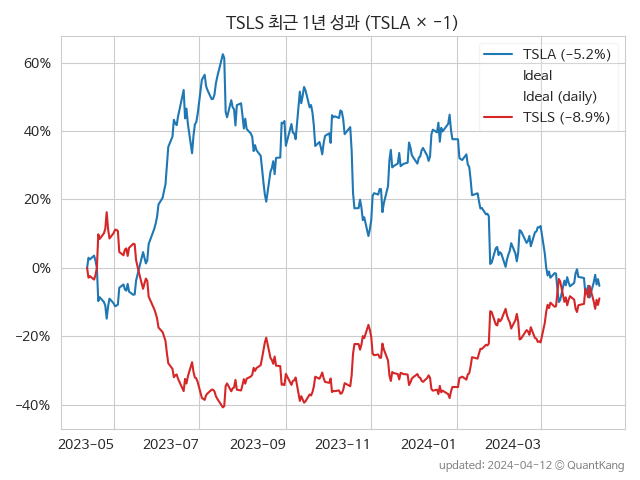 TSLS 최근 1년 성과 (TSLA × −1)
TSLA (−5.2%)
Ideal
Ideal (daily)
TSLS (−8.9%)
60%
40%
20%
0%
−20%
−40%
2023−05
2023−07
2023−09
2023−11
2024−01
2024−03
updated: 2024−04−12 © QuantKang